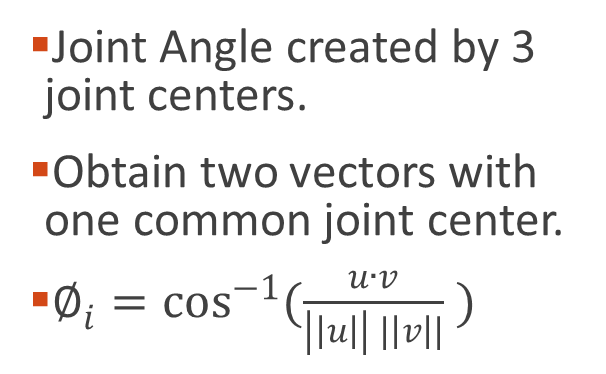 ▪Joint Angle created by 3
joint centers.
▪Obtain two vectors with
one common joint center.
▪∅ᵢ = cos⁻¹(u·v / ||u|| ||v||)